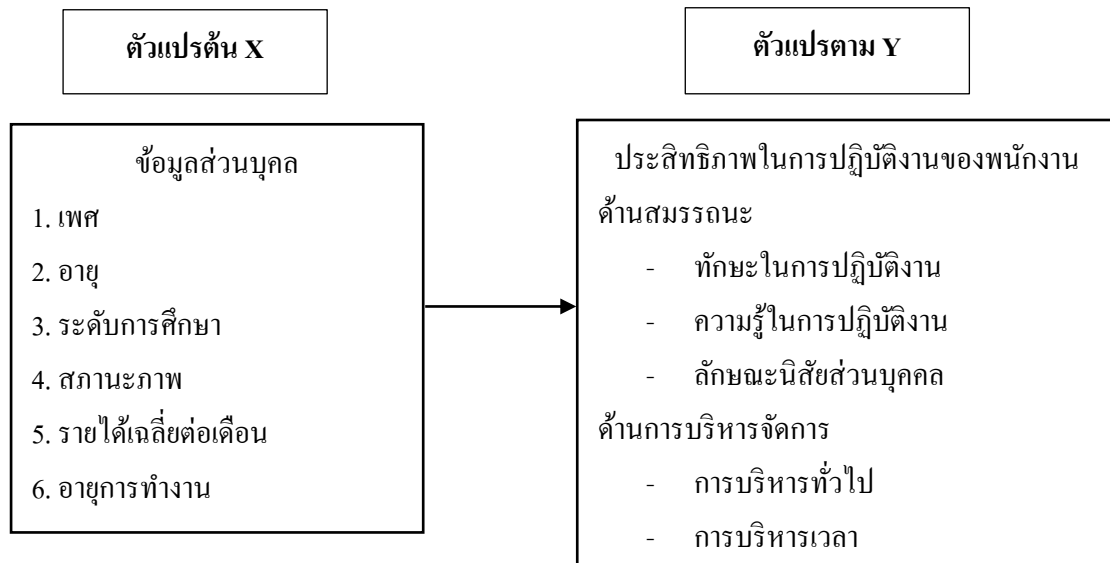 ตัวแปรต้น X
ข้อมูลส่วนบุคล
1. เพศ
2. อายุ
3. ระดับการศึกษา
4. สภานะภาพ
5. รายได้เฉลี่ยต่อเดือน
6. อายุการทำงาน
ตัวแปรตาม Y
ประสิทธิภาพในการปฏิบัติงานของพนักงาน
ด้านสมรรถนะ
- ทักษะในการปฏิบัติงาน
- ความรู้ในการปฏิบัติงาน
- ลักษณะนิสัยส่วนบุคคล
ด้านการบริหารจัดการ
- การบริหารทั่วไป
- การบริหารเวลา